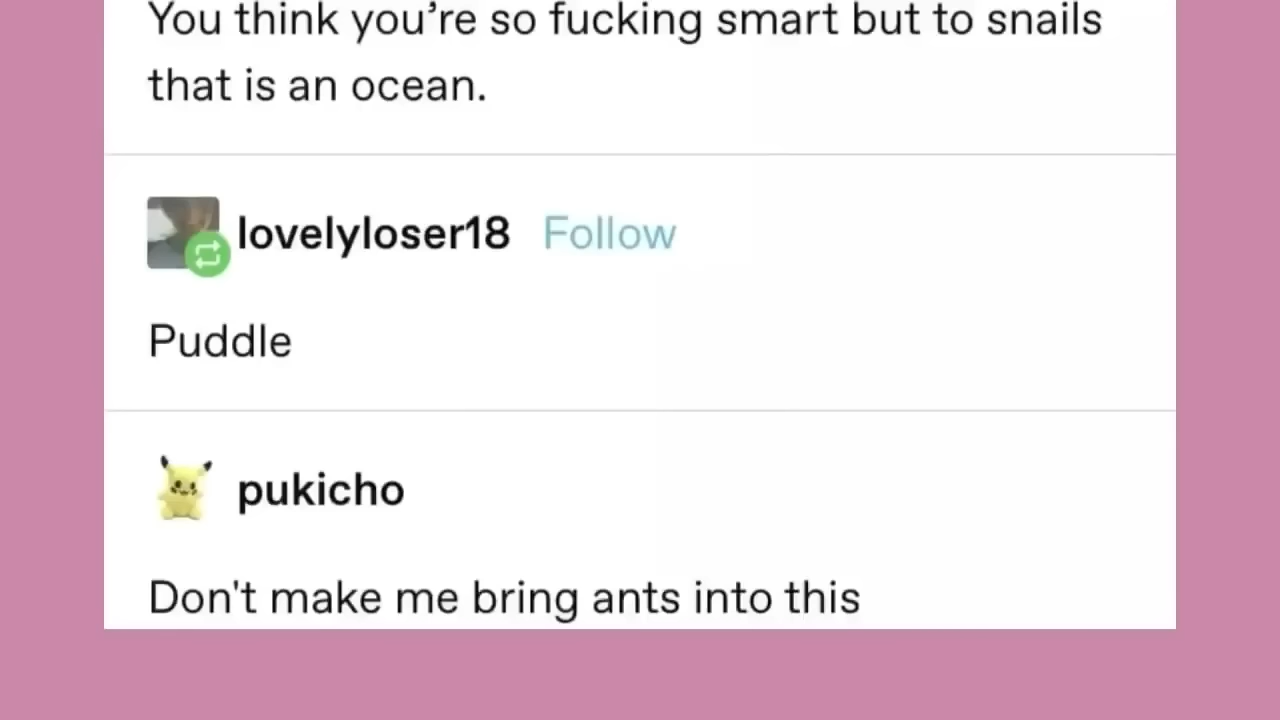 You think you’re so fucking smart but to snails
that is an ocean.
lovelyloser18 Follow
Puddle
pukicho
Don't make me bring ants into this